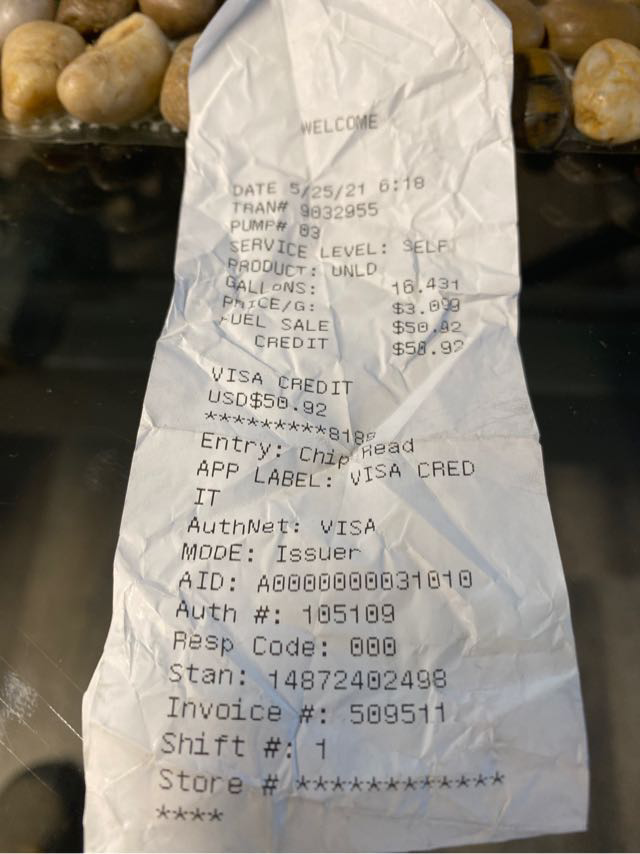 WELCOME
DATE 5/25/21 6:18
TRAN# 9032955
PUMP# 03
SERVICE LEVEL: SELF
PRODUCT: UNLD
GALLONS: 16.431
PRICE/G: $3.099
FUEL SALE $50.92
CREDIT $50.92
VISA CREDIT
USD$50.92
*********8188
Entry: Chip Read
APP LABEL: VISA CRED
IT
AuthNet: VISA
MODE: Issuer
AID: A0000000031010
Auth #: 105109
Resp Code: 000
Stan: 14872402498
Invoice #: 509511
Shift #: 1
Store # ************
****